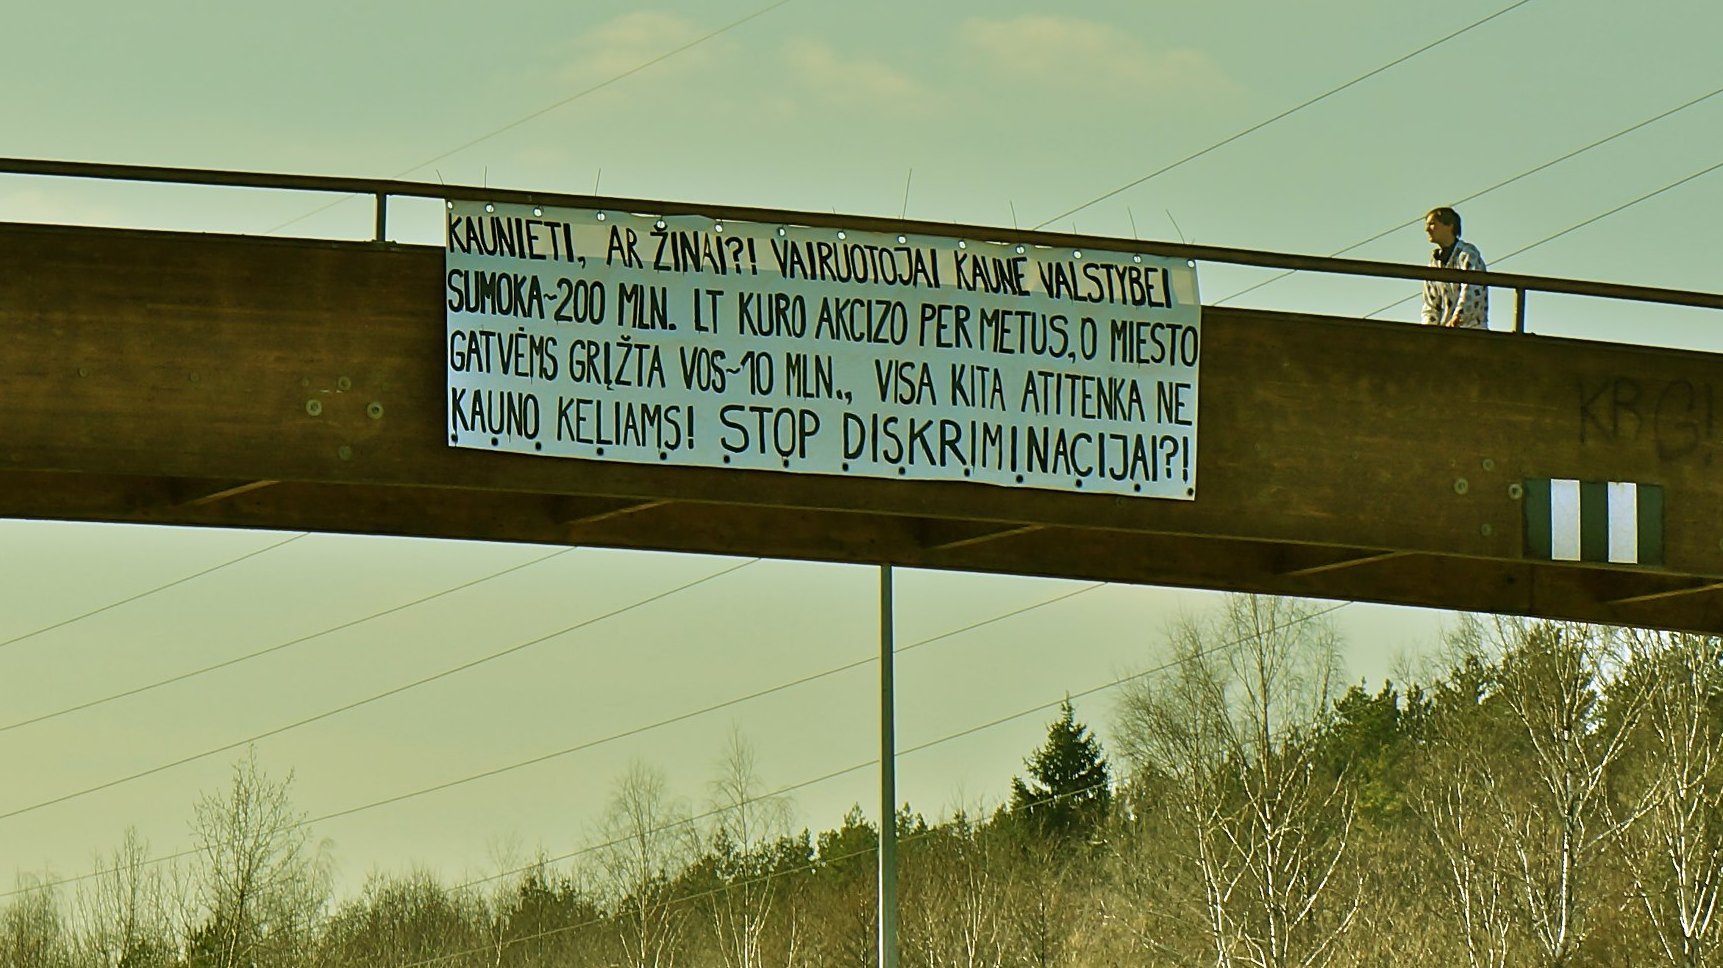 KAUNIETI, AR ŽINAI?! VAIRUOTOJAI KAUNE VALSTYBEI
SUMOKA~200 MLN. LT KURO AKCIZO PER METUS, O MIESTO
GATVĖMS GRĮŽTA VOS~10 MLN., VISA KITA ATITENKA NE
KAUNO KELIAMS! STOP DISKRIMINACIJAI?!
KBG!